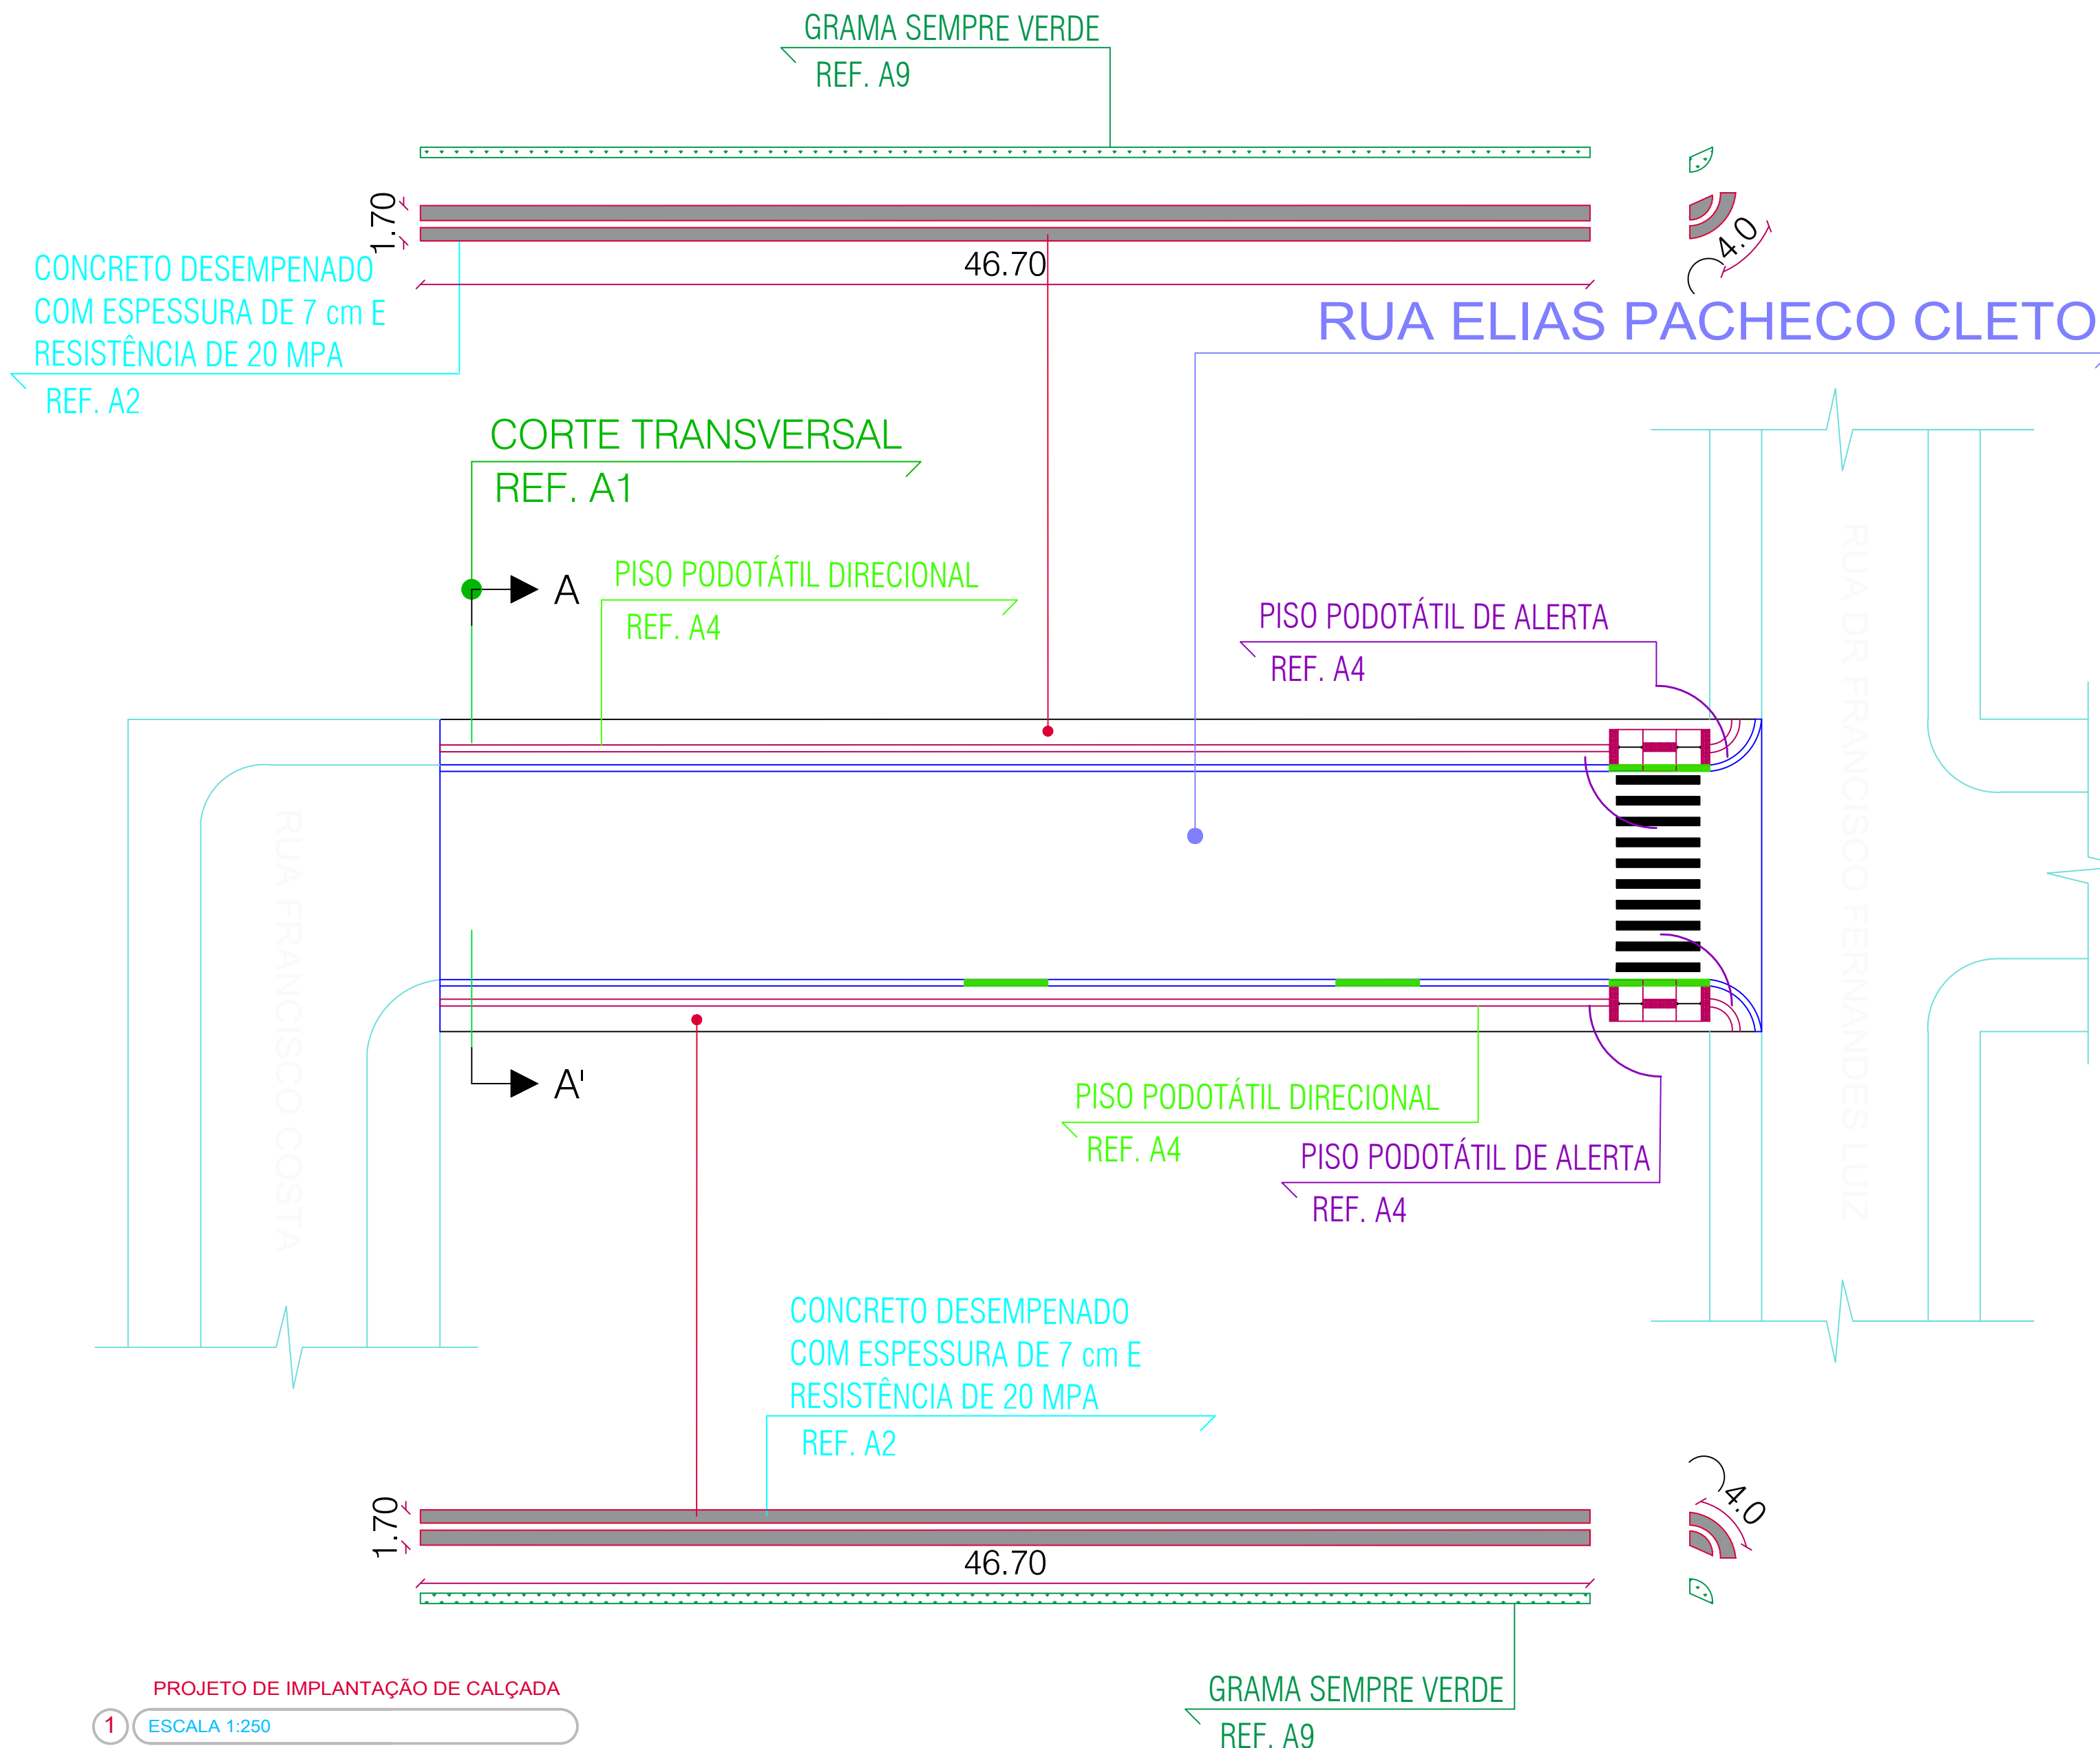 GRAMA SEMPRE VERDE
REF. A9
1.70
46.70
4.0
CONCRETO DESEMPENADO
COM ESPESSURA DE 7 cm E
RESISTÊNCIA DE 20 MPA
REF. A2
RUA ELIAS PACHECO CLETO
CORTE TRANSVERSAL
REF. A1
A
PISO PODOTÁTIL DIRECIONAL
REF. A4
PISO PODOTÁTIL DE ALERTA
REF. A4
RUA DR FRANCISCO FERNANDES LUIZ
RUA FRANCISCO COSTA
A'
PISO PODOTÁTIL DIRECIONAL
REF. A4
PISO PODOTÁTIL DE ALERTA
REF. A4
CONCRETO DESEMPENADO
COM ESPESSURA DE 7 cm E
RESISTÊNCIA DE 20 MPA
REF. A2
1.70
46.70
4.0
GRAMA SEMPRE VERDE
REF. A9
PROJETO DE IMPLANTAÇÃO DE CALÇADA
1
ESCALA 1:250